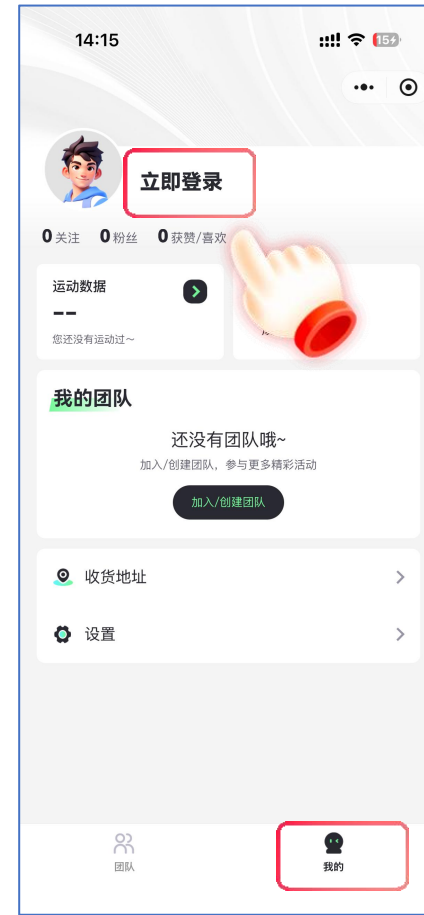 14:15
15
立即登录
0关注 0粉丝 0获赞/喜欢
运动数据
--
您还没有运动过~
我的团队
还没有团队哦~
加入/创建团队,参与更多精彩活动
加入/创建团队
收货地址
设置
团队
我的